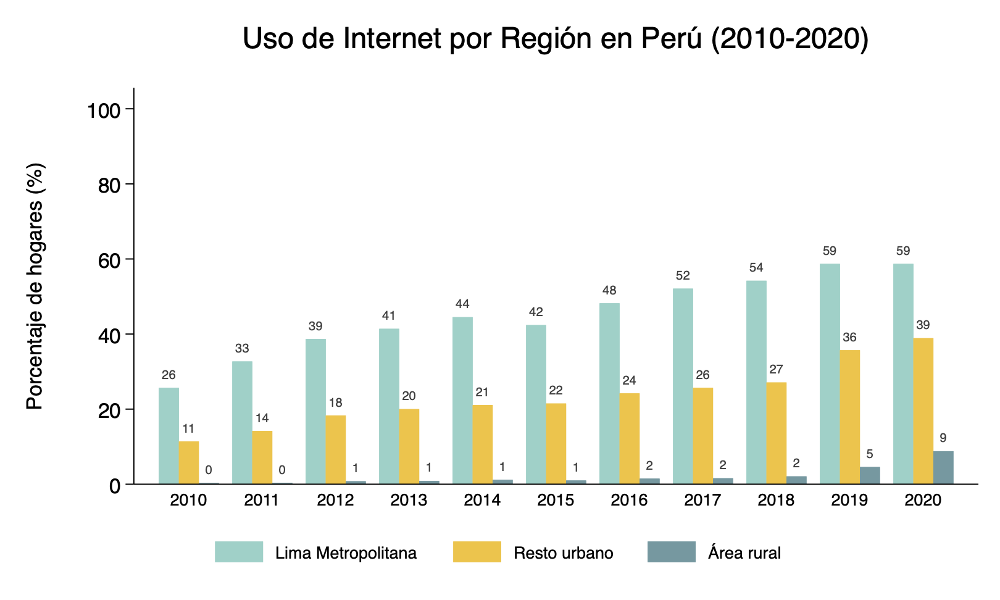 Uso de Internet por Región en Perú (2010-2020)
Porcentaje de hogares (%)
100
80
60
40
20
0
26 11 0
33 14 0
39 18 1
41 20 1
44 21 1
42 22 1
48 24 2
52 26 2
54 27 2
59 36 5
59 39 9
2010 2011 2012 2013 2014 2015 2016 2017 2018 2019 2020
Lima Metropolitana Resto urbano Área rural